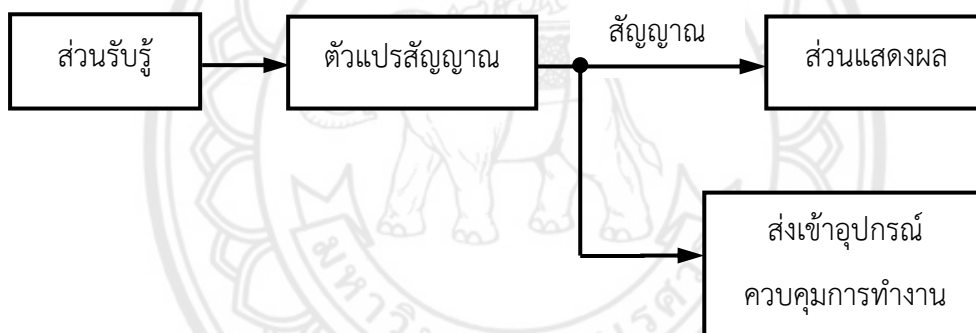 ส่วนรับรู้
ตัวแปรสัญญาณ
สัญญาณ
ส่วนแสดงผล
ส่งเข้าอุปกรณ์
ควบคุมการทำงาน